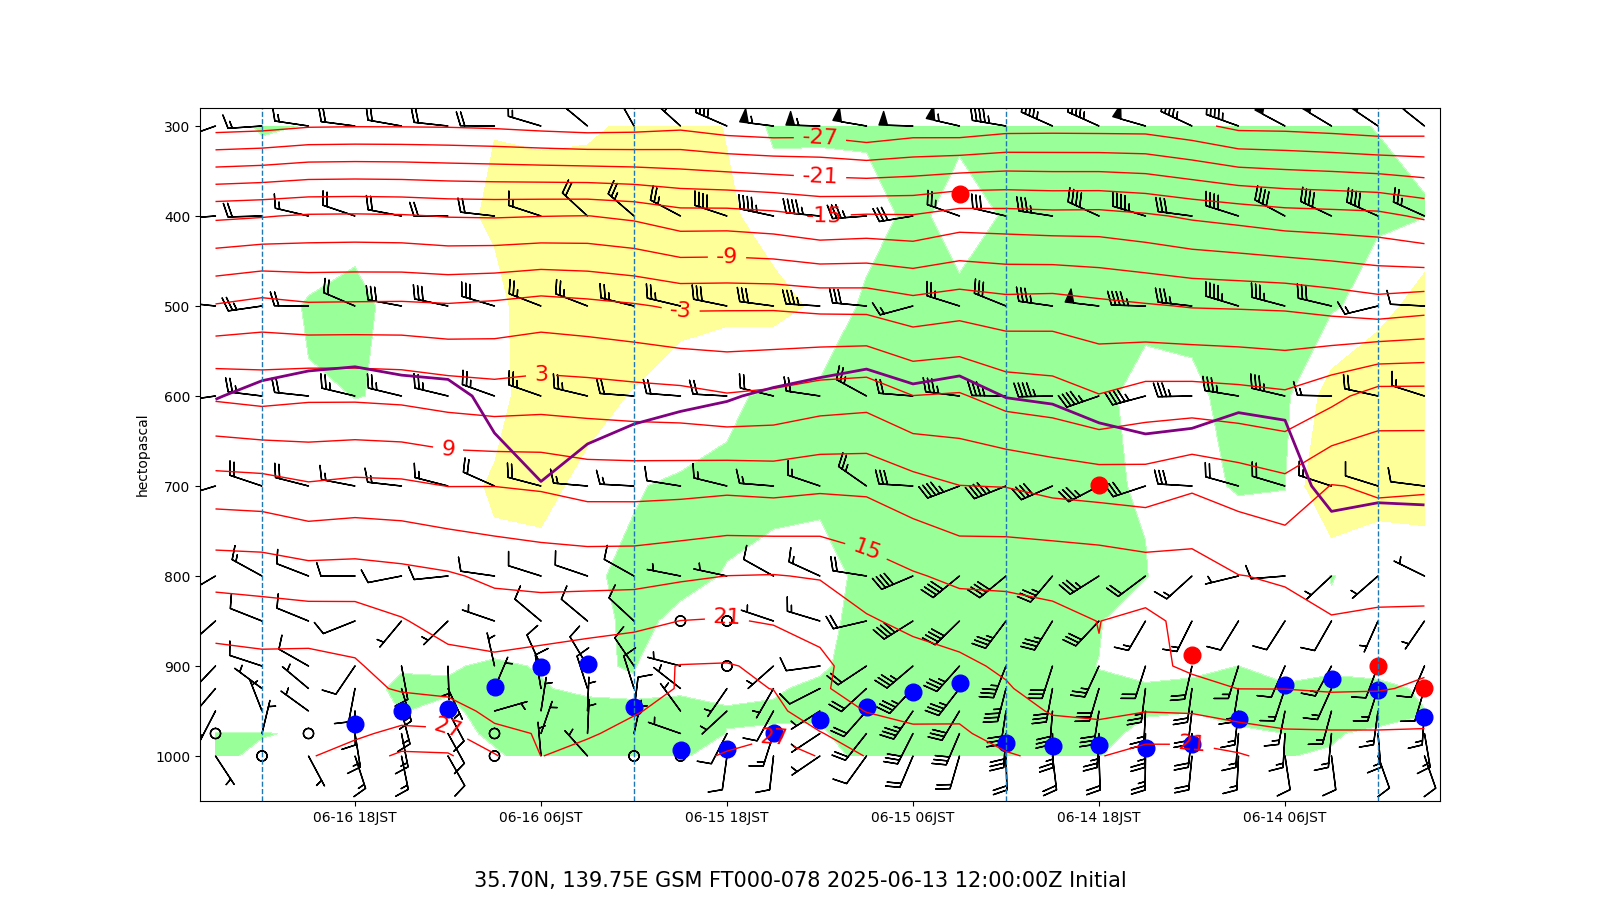 300
400
500
600
700
800
900
1000
hectopascal
-27
-21
-15
-9
-3
3
9
15
21
27
27
21
06-16 18JST
06-16 06JST
06-15 18JST
06-15 06JST
06-14 18JST
06-14 06JST
35.70N, 139.75E GSM FT000-078 2025-06-13 12:00:00Z Initial